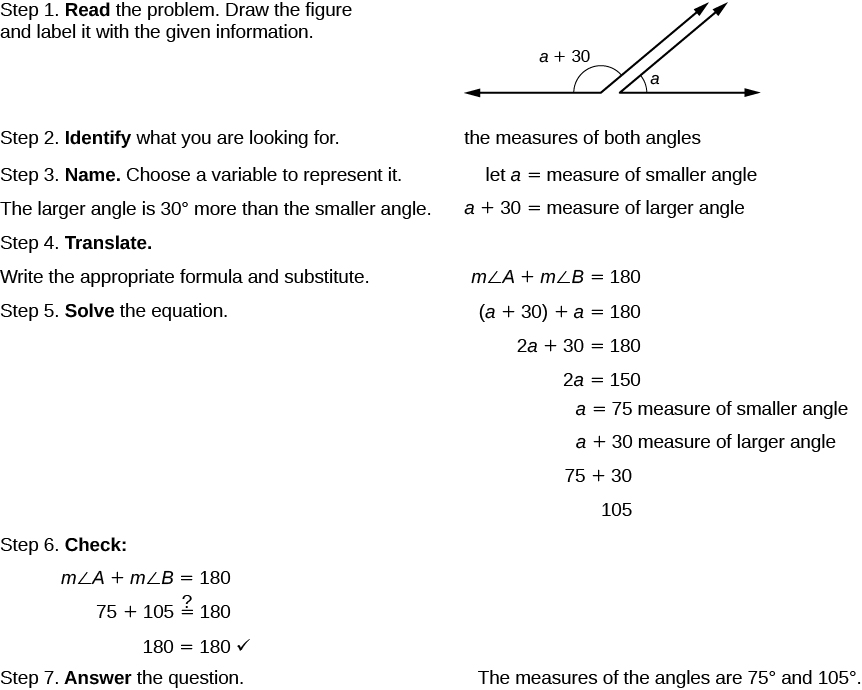 Step 1. Read the problem. Draw the figure
and label it with the given information.
a + 30
a
Step 2. Identify what you are looking for.
the measures of both angles
Step 3. Name. Choose a variable to represent it.
let a = measure of smaller angle
The larger angle is 30° more than the smaller angle.
a + 30 = measure of larger angle
Step 4. Translate.
Write the appropriate formula and substitute.
m∠A + m∠B = 180
Step 5. Solve the equation.
(a + 30) + a = 180
2a + 30 = 180
2a = 150
a = 75 measure of smaller angle
a + 30 measure of larger angle
75 + 30
105
Step 6. Check:
m∠A + m∠B = 180
75 + 105 ≟ 180
180 = 180 ✓
Step 7. Answer the question.
The measures of the angles are 75° and 105°.